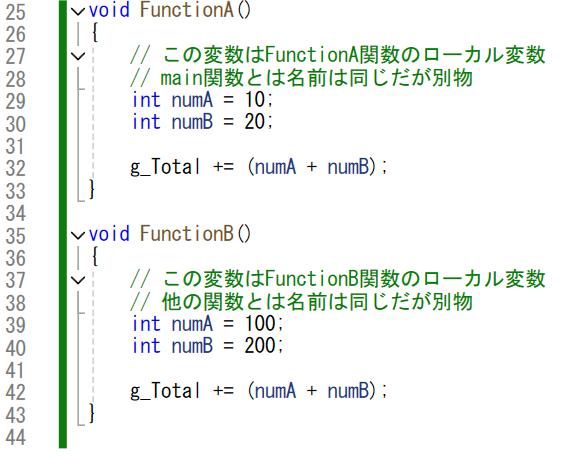 25 void FunctionA()
26 {
27 // この変数はFunctionA関数のローカル変数
28 // main関数とは名前は同じだが別物
29 int numA = 10;
30 int numB = 20;
31
32 g_Total += (numA + numB);
33 }
34
35 void FunctionB()
36 {
37 // この変数はFunctionB関数のローカル変数
38 // 他の関数とは名前は同じだが別物
39 int numA = 100;
40 int numB = 200;
41
42 g_Total += (numA + numB);
43 }
44